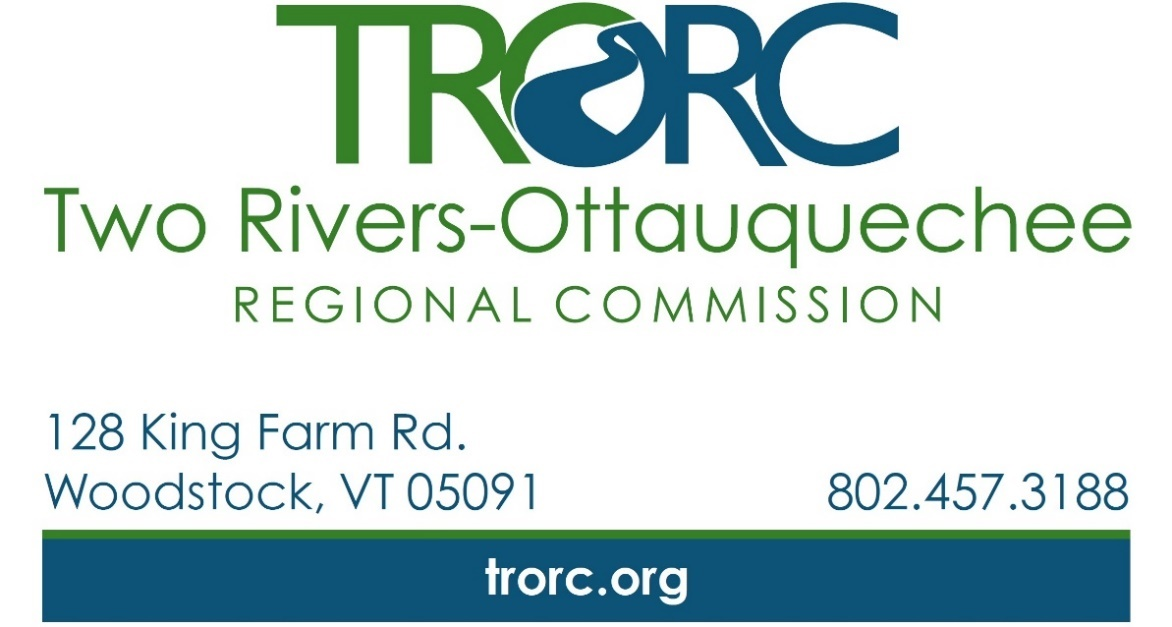 TRORC
Two Rivers-Ottauquechee
REGIONAL COMMISSION
128 King Farm Rd.
Woodstock, VT 05091
802.457.3188
trorc.org